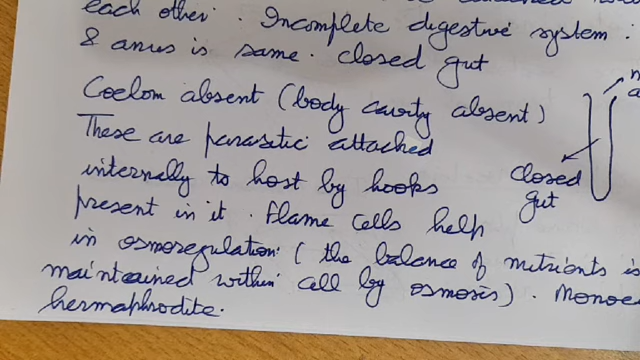 each other. Incomplete digestive system.
& anus is same. closed gut
Coelom absent (body cavity absent)
These are parasitic attached
internally to host by hooks
present in it. Flame cells help
in osmoregulation (the balance of nutrients is
maintained within cell by osmosis). Monoe
hermaphrodite.
closed
gut